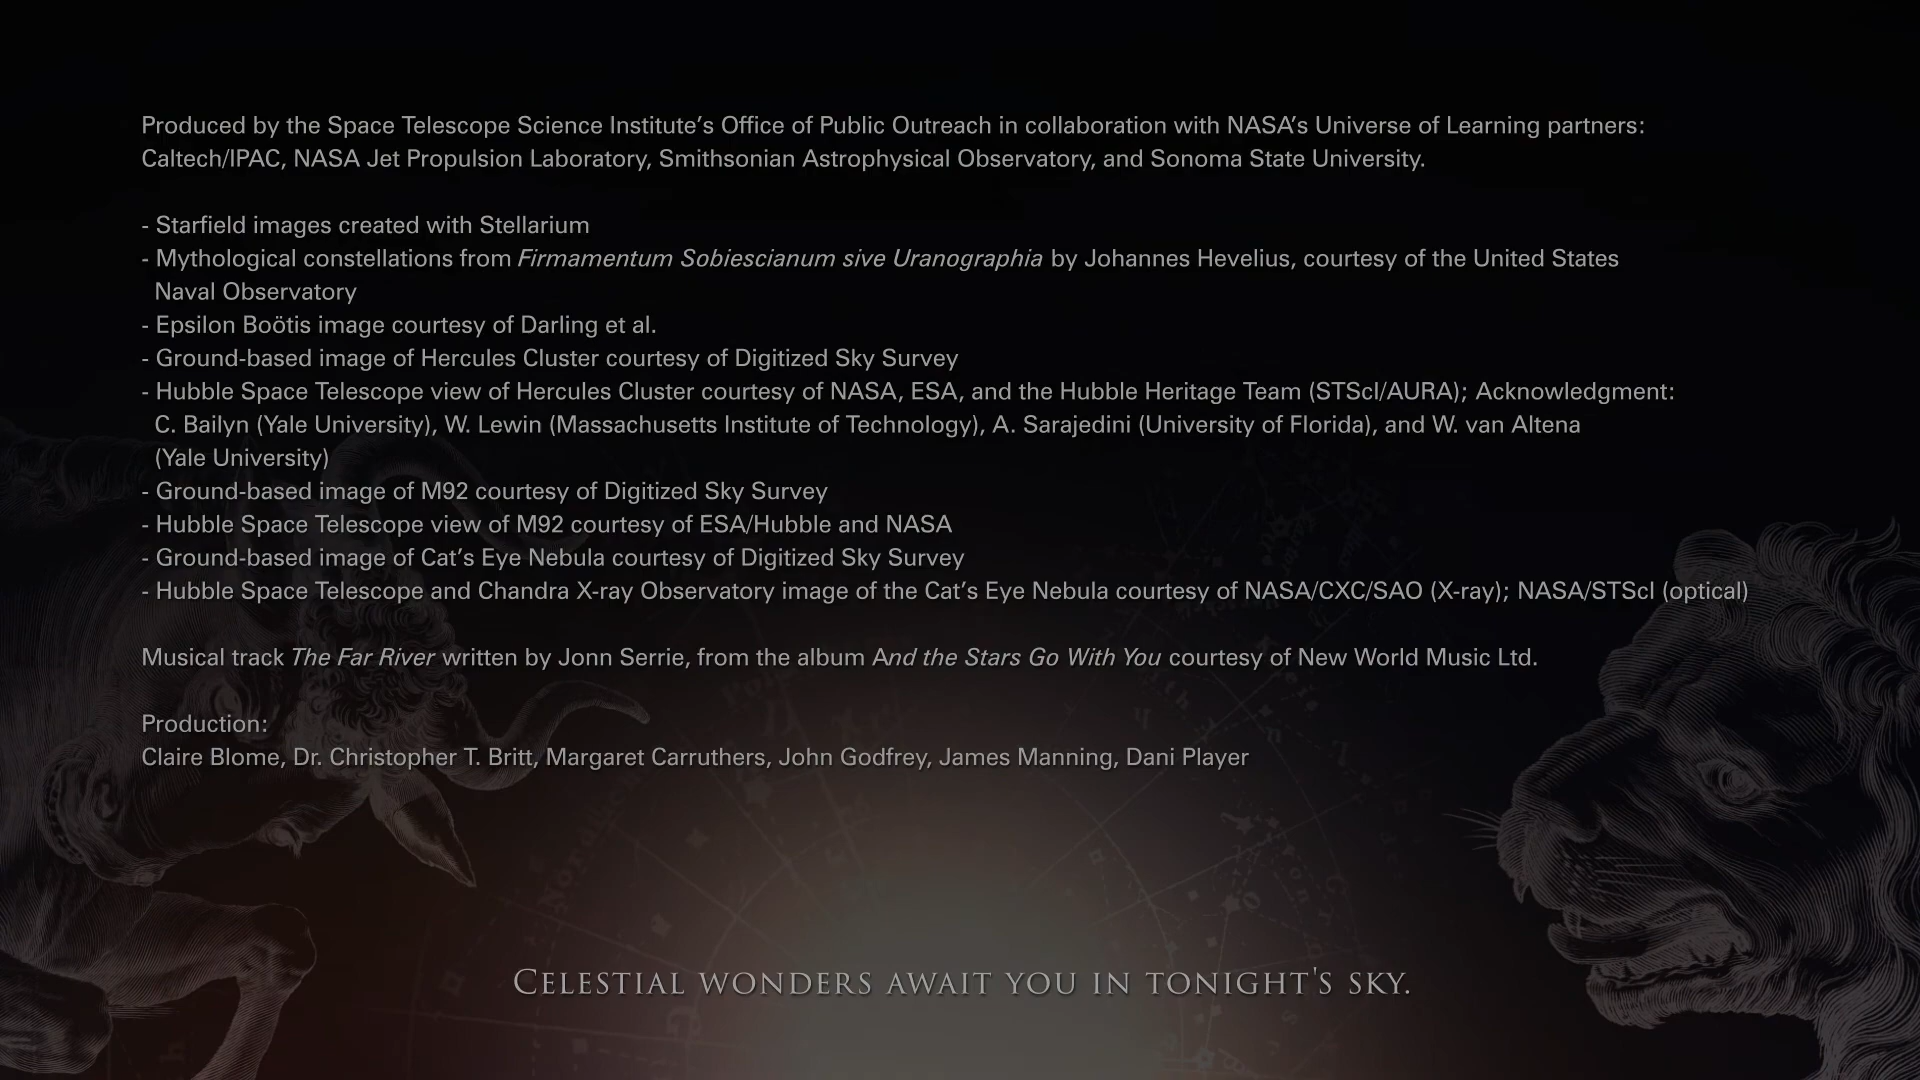 Produced by the Space Telescope Science Institute’s Office of Public Outreach in collaboration with NASA’s Universe of Learning partners:
Caltech/IPAC, NASA Jet Propulsion Laboratory, Smithsonian Astrophysical Observatory, and Sonoma State University.
- Starfield images created with Stellarium
- Mythological constellations from Firmamentum Sobiescianum sive Uranographia by Johannes Hevelius, courtesy of the United States
Naval Observatory
- Epsilon Boötis image courtesy of Darling et al.
- Ground-based image of Hercules Cluster courtesy of Digitized Sky Survey
- Hubble Space Telescope view of Hercules Cluster courtesy of NASA, ESA, and the Hubble Heritage Team (STScI/AURA); Acknowledgment:
C. Bailyn (Yale University), W. Lewin (Massachusetts Institute of Technology), A. Sarajedini (University of Florida), and W. van Altena
(Yale University)
- Ground-based image of M92 courtesy of Digitized Sky Survey
- Hubble Space Telescope view of M92 courtesy of ESA/Hubble and NASA
- Ground-based image of Cat’s Eye Nebula courtesy of Digitized Sky Survey
- Hubble Space Telescope and Chandra X-ray Observatory image of the Cat’s Eye Nebula courtesy of NASA/CXC/SAO (X-ray); NASA/STScI (optical)
Musical track The Far River written by Jonn Serrie, from the album And the Stars Go With You courtesy of New World Music Ltd.
Production:
Claire Blome, Dr. Christopher T. Britt, Margaret Carruthers, John Godfrey, James Manning, Dani Player
Celestial wonders await you in tonight's sky.